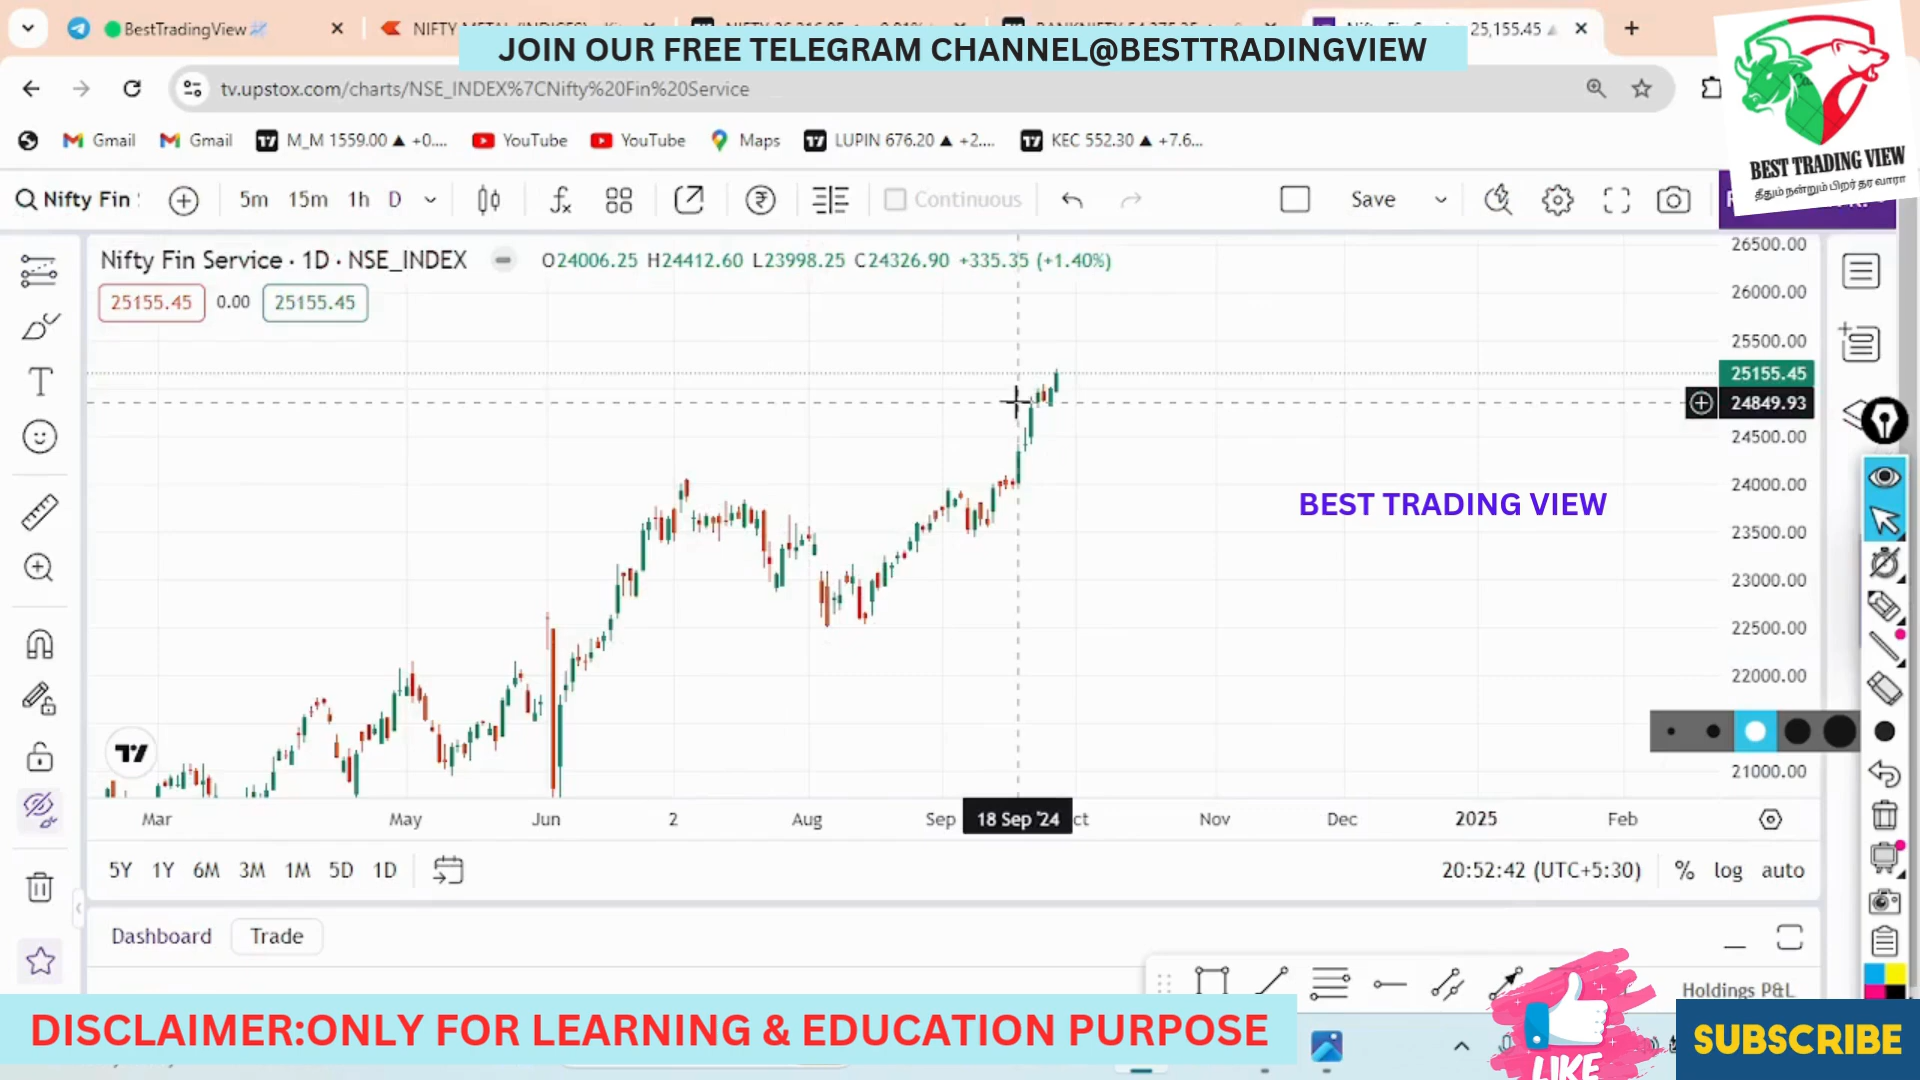 BestTradingView
NIFTY
25,155.45
JOIN OUR FREE TELEGRAM CHANNEL@BESTTRADINGVIEW
tv.upstox.com/charts/NSE_INDEX%7CNifty%20Fin%20Service
Gmail
Gmail
M_M 1559.00 ▲ +0....
YouTube
YouTube
Maps
LUPIN 676.20 ▲ +2....
KEC 552.30 ▲ +7.6...
BEST TRADING VIEW
தீதும் நன்றும் பிறர் தர வாரா
Nifty Fin
5m 15m 1h D
Continuous
Save
Nifty Fin Service · 1D · NSE_INDEX
O24006.25 H24412.60 L23998.25 C24326.90 +335.35 (+1.40%)
25155.45 0.00 25155.45
26500.00
26000.00
25500.00
25155.45
24849.93
24500.00
24000.00
23500.00
23000.00
22500.00
22000.00
21000.00
BEST TRADING VIEW
Mar May Jun 2 Aug Sep 18 Sep '24 ct Nov Dec 2025 Feb
5Y 1Y 6M 3M 1M 5D 1D
20:52:42 (UTC+5:30) % log auto
Dashboard Trade
Holdings P&L
DISCLAIMER:ONLY FOR LEARNING & EDUCATION PURPOSE
LIKE
SUBSCRIBE